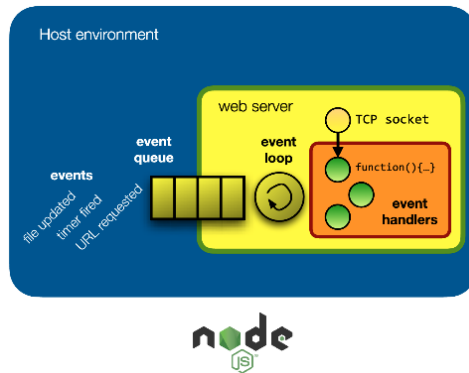 Host environment
web server
TCP socket
event
queue
event
loop
function(){…}
events
file updated
timer fired
URL requested
event
handlers
node
JS